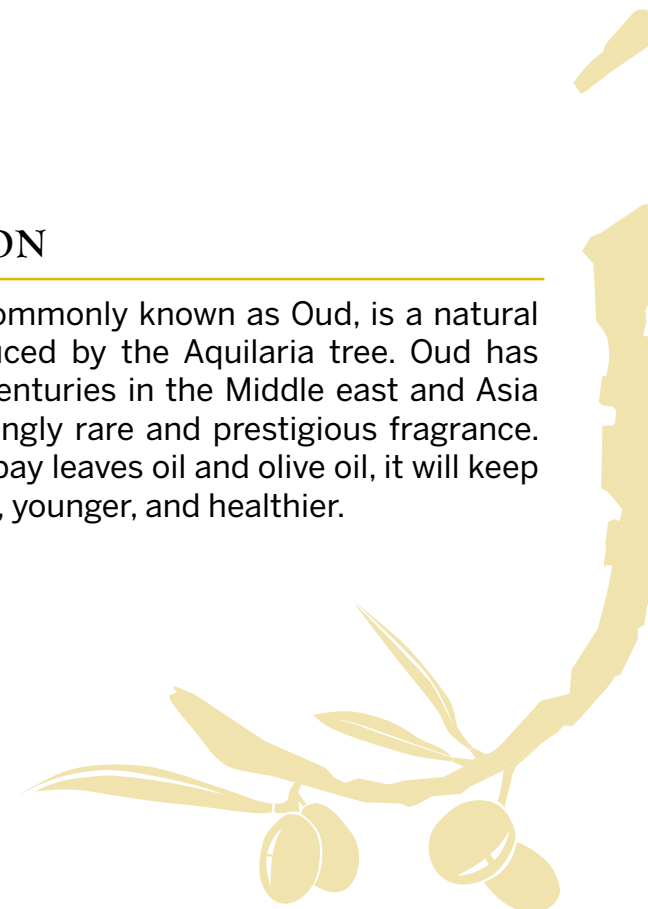 ON
ommonly known as Oud, is a natural
uced by the Aquilaria tree. Oud has
enturies in the Middle east and Asia
ngly rare and prestigious fragrance.
bay leaves oil and olive oil, it will keep
, younger, and healthier.